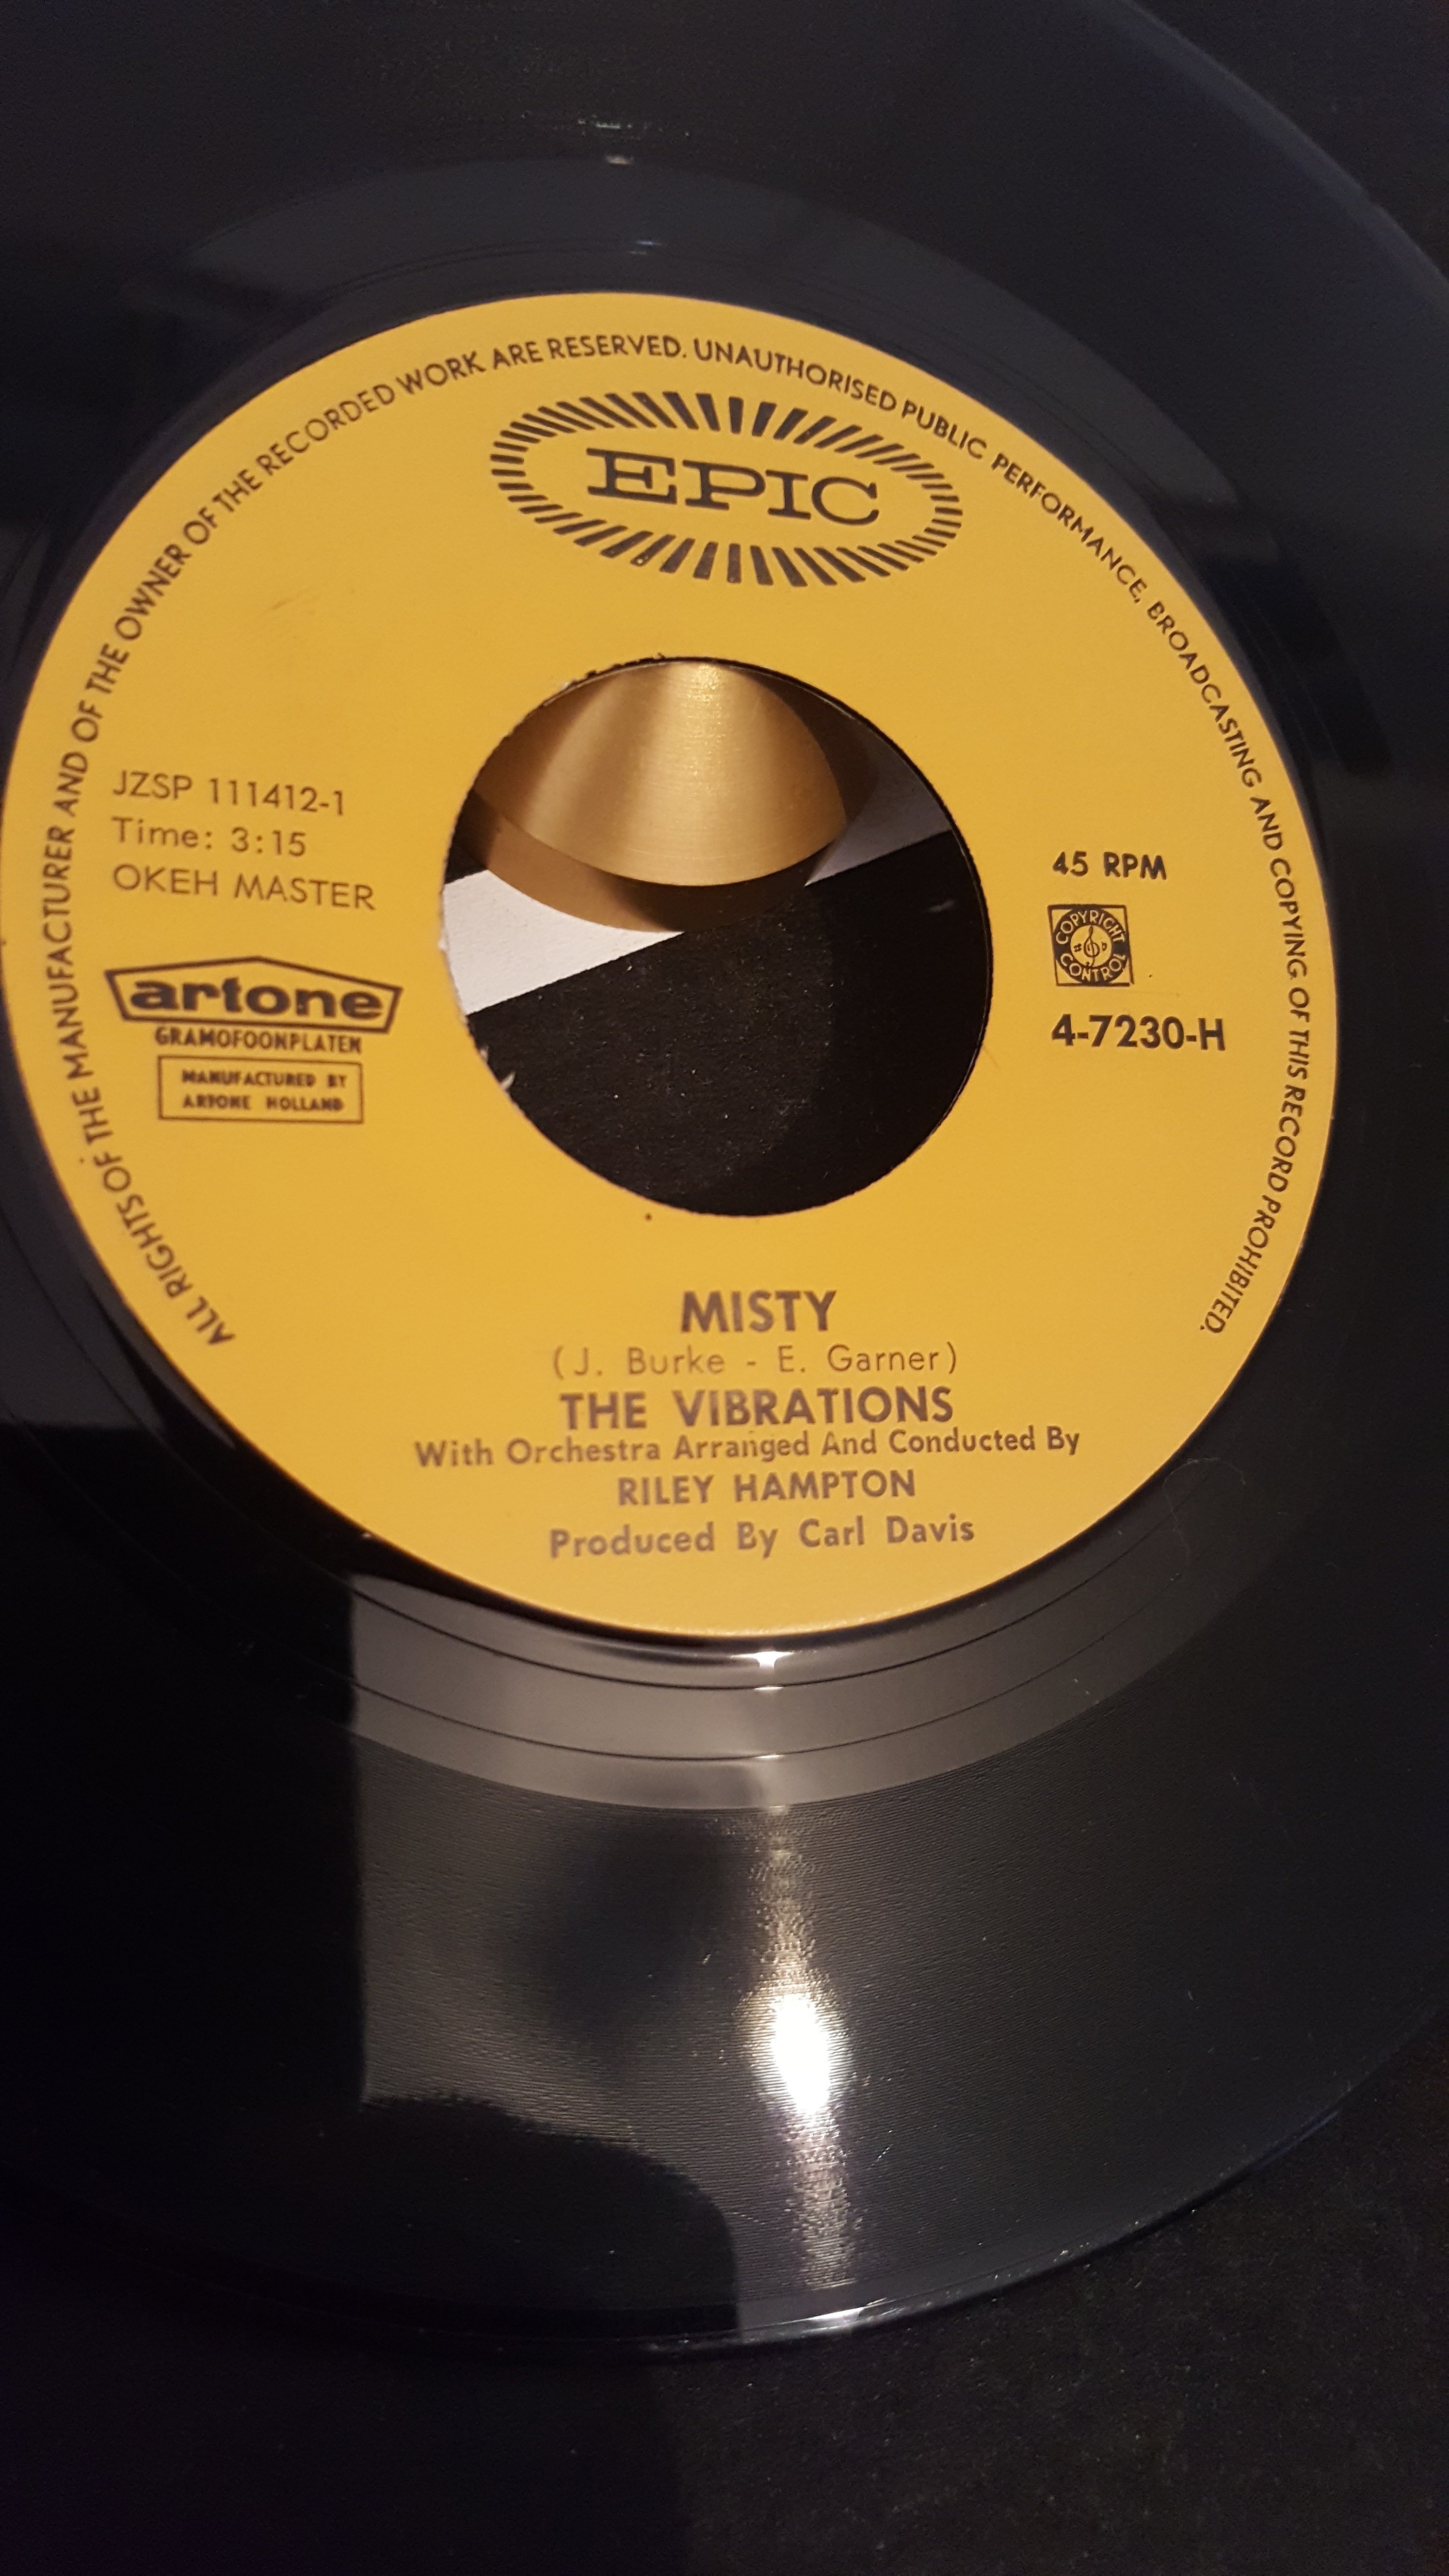 ALL RIGHTS OF THE MANUFACTURER AND OF THE OWNER OF THE RECORDED WORK ARE RESERVED. UNAUTHORISED PUBLIC PERFORMANCE, BROADCASTING AND COPYING OF THIS RECORD PROHIBITED.
EPIC
JZSP 111412-1
Time: 3:15
OKEH MASTER
artone
GRAMOFOONPLATEN
MANUFACTURED BY
ARTONE HOLLAND
45 RPM
COPYRIGHT
CONTROL
4-7230-H
MISTY
(J. Burke - E. Garner)
THE VIBRATIONS
With Orchestra Arranged And Conducted By
RILEY HAMPTON
Produced By Carl Davis